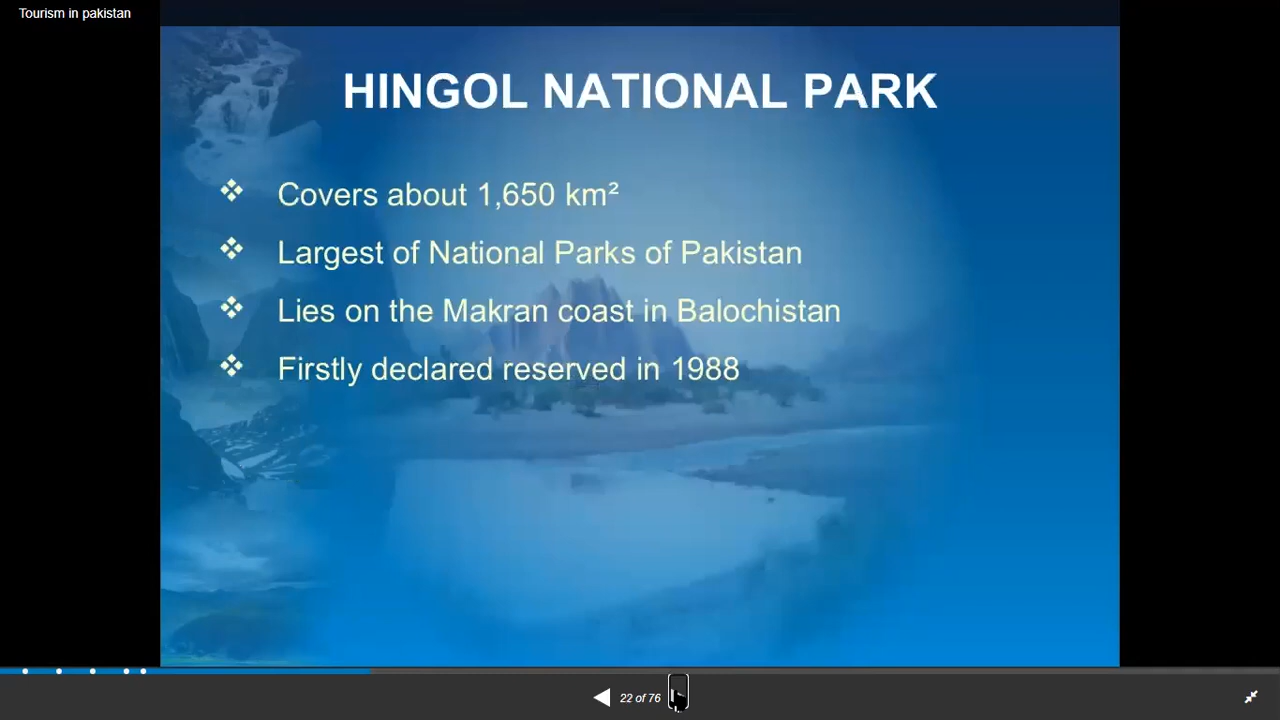 Tourism in pakistan
HINGOL NATIONAL PARK
❖ Covers about 1,650 km²
❖ Largest of National Parks of Pakistan
❖ Lies on the Makran coast in Balochistan
❖ Firstly declared reserved in 1988
22 of 76